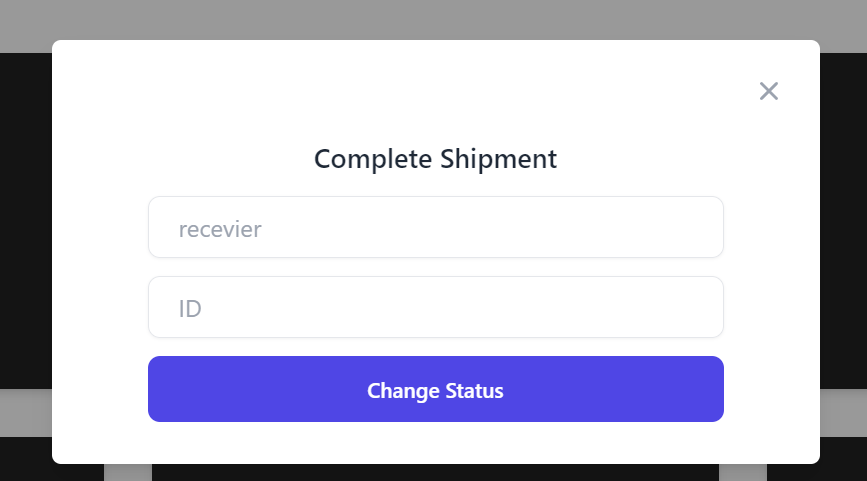 Complete Shipment
recevier
ID
Change Status